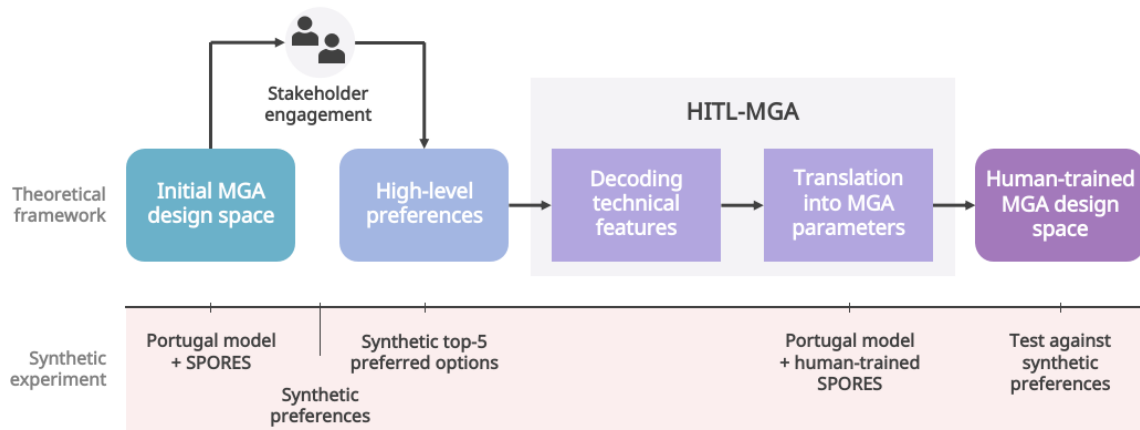 Stakeholder
engagement
HITL-MGA
Theoretical
framework
Initial MGA
design space
High-level
preferences
Decoding
technical
features
Translation
into MGA
parameters
Human-trained
MGA design
space
Synthetic
experiment
Portugal model
+ SPORES
Synthetic
preferences
Synthetic top-5
preferred options
Portugal model
+ human-trained
SPORES
Test against
synthetic
preferences